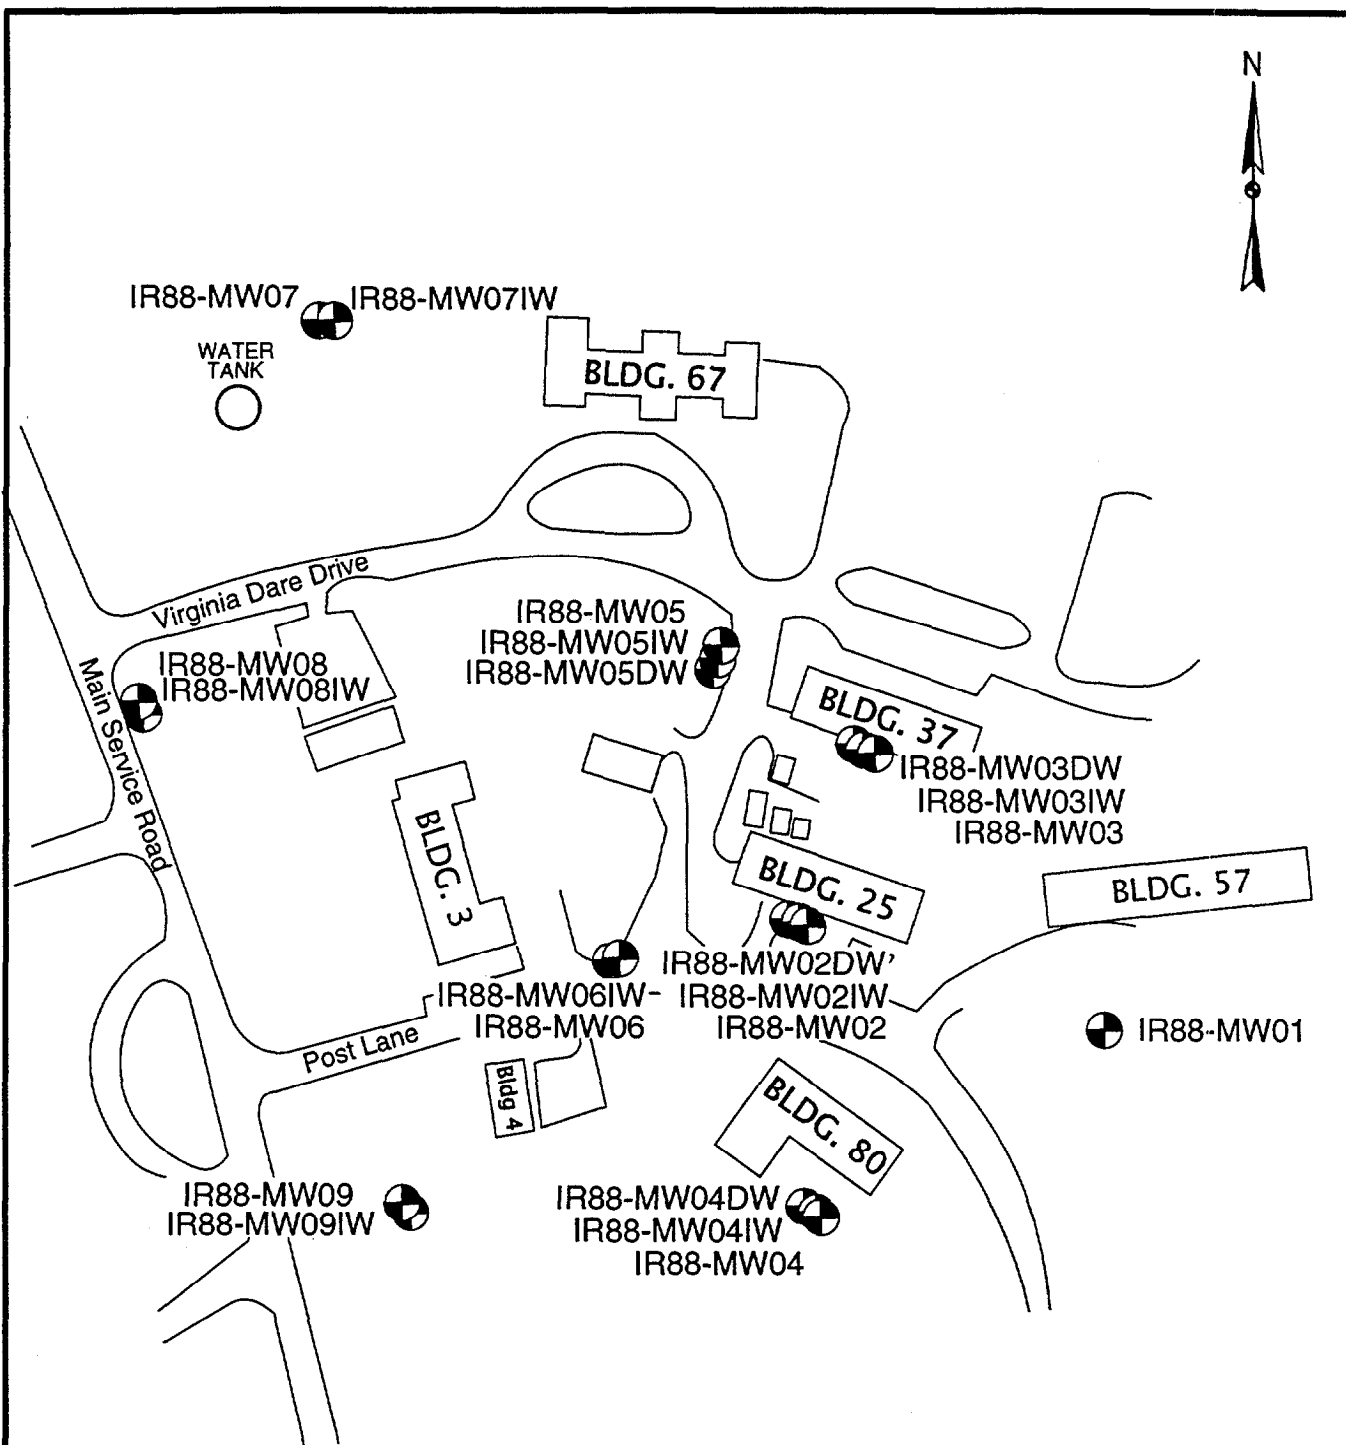 N
IR88-MW07
IR88-MW07IW
WATER
TANK
BLDG. 67
Virginia Dare Drive
IR88-MW05
IR88-MW05IW
IR88-MW05DW
IR88-MW08
IR88-MW08IW
Main Service Road
BLDG. 37
IR88-MW03DW
IR88-MW03IW
IR88-MW03
BLDG. 3
BLDG. 25
BLDG. 57
IR88-MW02DW
IR88-MW02IW
IR88-MW02
IR88-MW06IW
IR88-MW06
IR88-MW01
Post Lane
Bldg 4
BLDG. 80
IR88-MW09
IR88-MW09IW
IR88-MW04DW
IR88-MW04IW
IR88-MW04